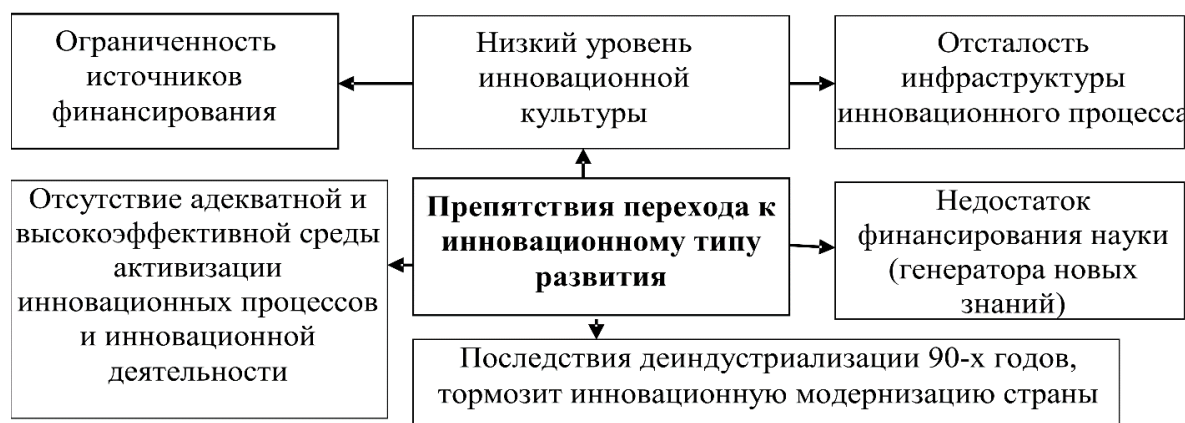 Ограниченность
источников
финансирования
Низкий уровень
инновационной
культуры
Отсталость
инфраструктуры
инновационного процесса
Отсутствие адекватной и
высокоэффективной среды
активизации
инновационных процессов
и инновационной
деятельности
Препятствия перехода к
инновационному типу
развития
Недостаток
финансирования науки
(генератора новых
знаний)
Последствия деиндустриализации 90-х годов,
тормозит инновационную модернизацию страны